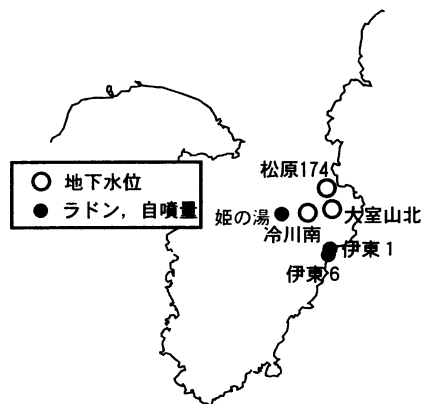 松原174
○ 地下水位
● ラドン，自噴量
姫の湯
大室山北
冷川南
伊東1
伊東6